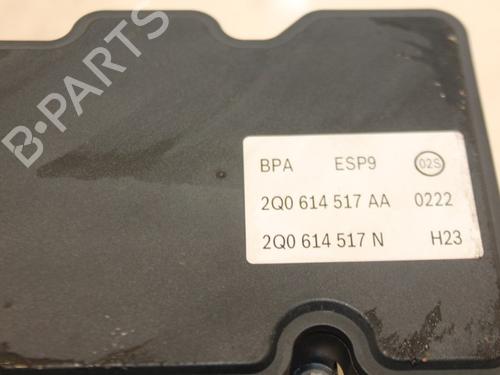 B-PARTS
BPA ESP9 02S
2Q0 614 517 AA 0222
2Q0 614 517 N H23